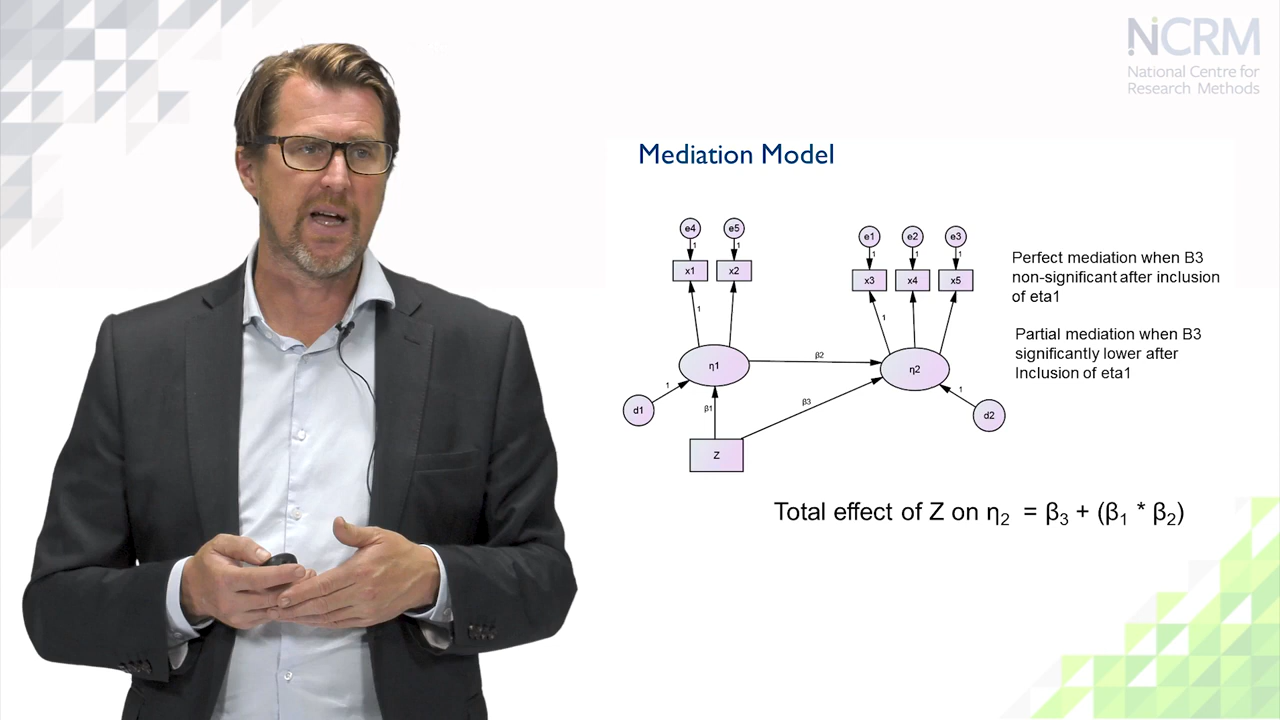 NCRM
National Centre for
Research Methods
Mediation Model
e4
e5
e1
e2
e3
1
1
1
1
1
x1
x2
x3
x4
x5
Perfect mediation when B3
non-significant after inclusion
of eta1
Partial mediation when B3
significantly lower after
Inclusion of eta1
1
1
η1
β2
η2
1
1
d1
β1
β3
d2
Z
Total effect of Z on η₂ = β₃ + (β₁ * β₂)